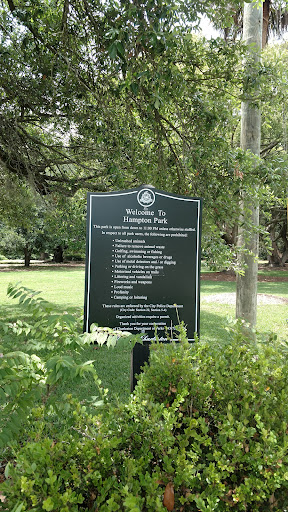 Welcome To
Hampton Park
This park is open from dawn to 11:00 PM unless otherwise posted.
In respect to all park users, the following are prohibited:
• Unleashed animals
• Failure to remove animal waste
• Golfing, swimming or fishing
• Use of alcoholic beverages or drugs
• Use of metal detectors and / or digging
• Parking or driving on the grass
• Motorized vehicles on trails
• Littering and vandalism
• Fireworks and weapons
• Loud music
• Profanity
• Camping or loitering
These rules are enforced by the City Police Department
Thank you for your cooperation
Department of Parks
Organized activities require a permit.